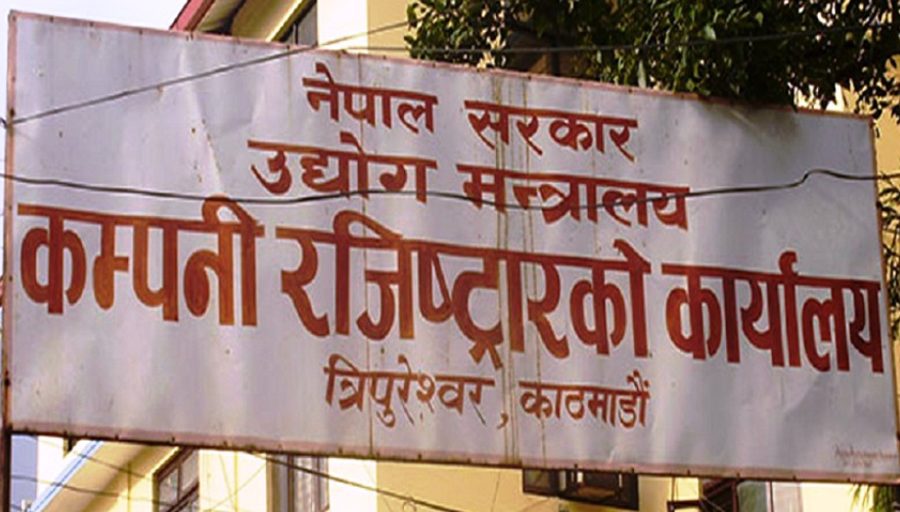 नेपाल सरकार
उद्योग मन्त्रालय
कम्पनी रजिष्ट्रारको कार्यालय
त्रिपुरेश्वर, काठमाडौं